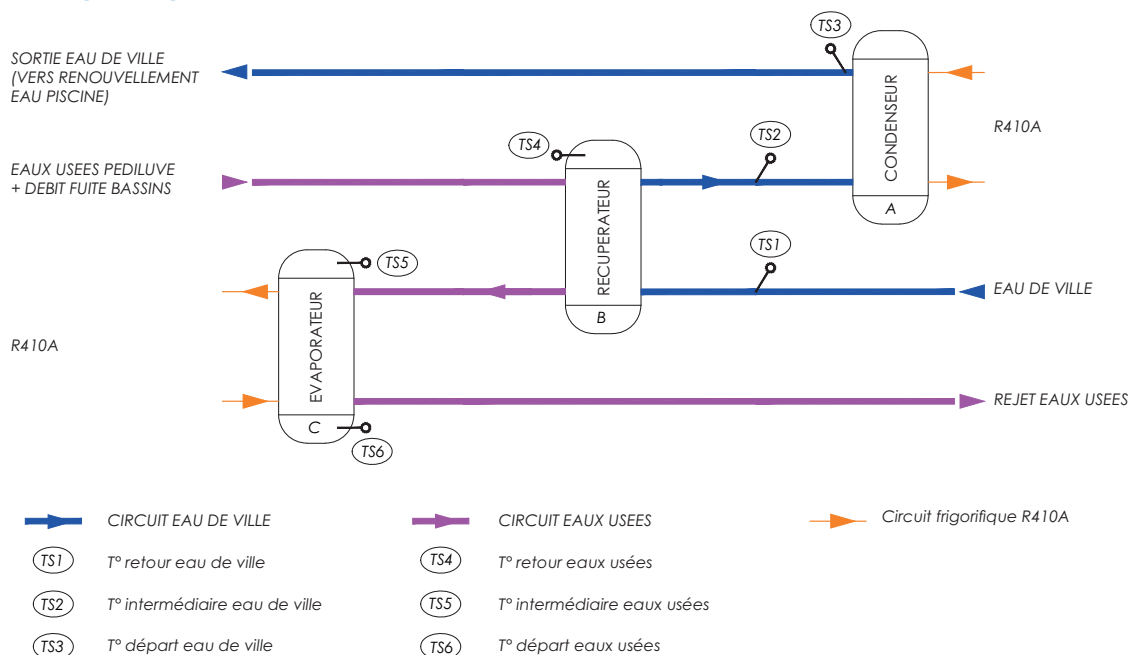 TS3
SORTIE EAU DE VILLE
(VERS RENOUVELLEMENT
EAU PISCINE)
CONDENSEUR
A
R410A
TS4
TS2
EAUX USEES PEDILUVE
+ DEBIT FUITE BASSINS
RECUPERATEUR
B
TS1
TS5
EAU DE VILLE
R410A
EVAPORATEUR
C
REJET EAUX USEES
TS6
CIRCUIT EAU DE VILLE
CIRCUIT EAUX USEES
Circuit frigorifique R410A
TS1 T° retour eau de ville
TS4 T° retour eaux usées
TS2 T° intermédiaire eau de ville
TS5 T° intermédiaire eaux usées
TS3 T° départ eau de ville
TS6 T° départ eaux usées